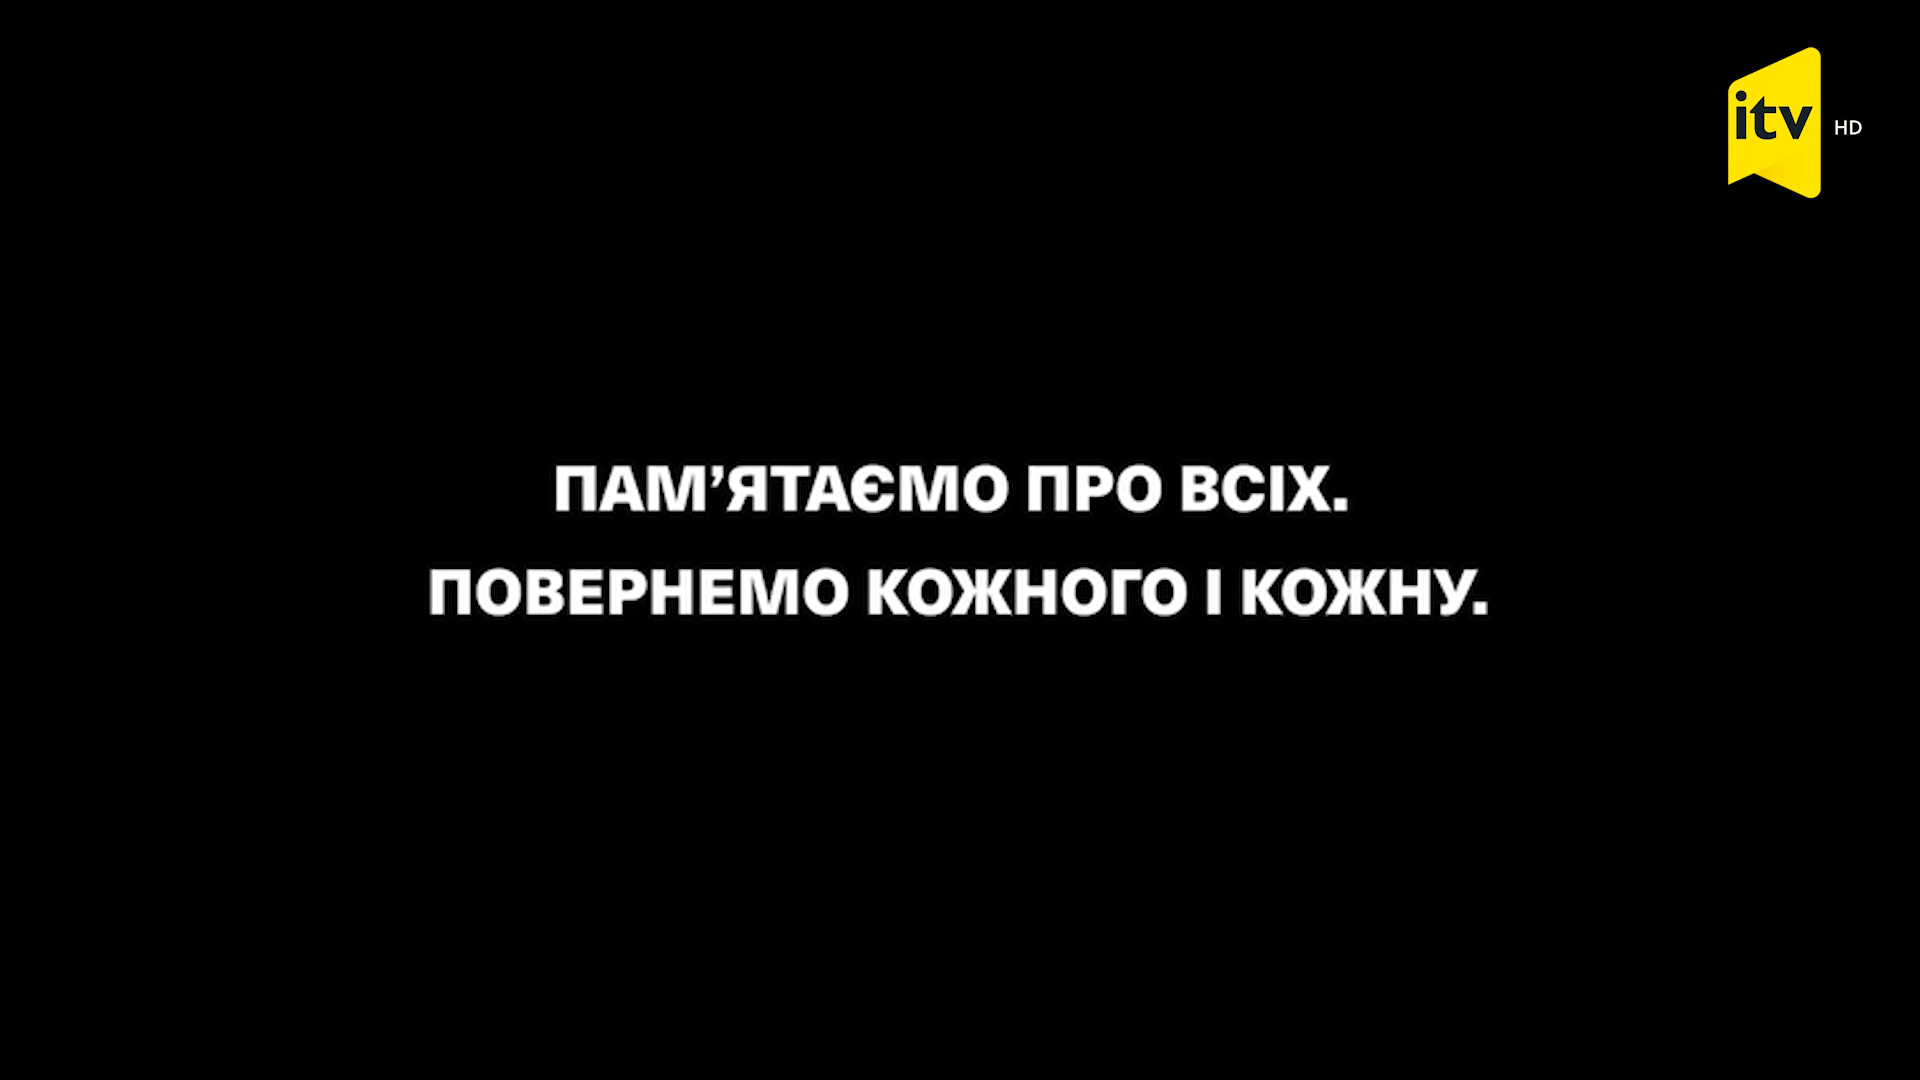 itv HD
ПАМ’ЯТАЄМО ПРО ВСІХ.
ПОВЕРНЕМО КОЖНОГО І КОЖНУ.